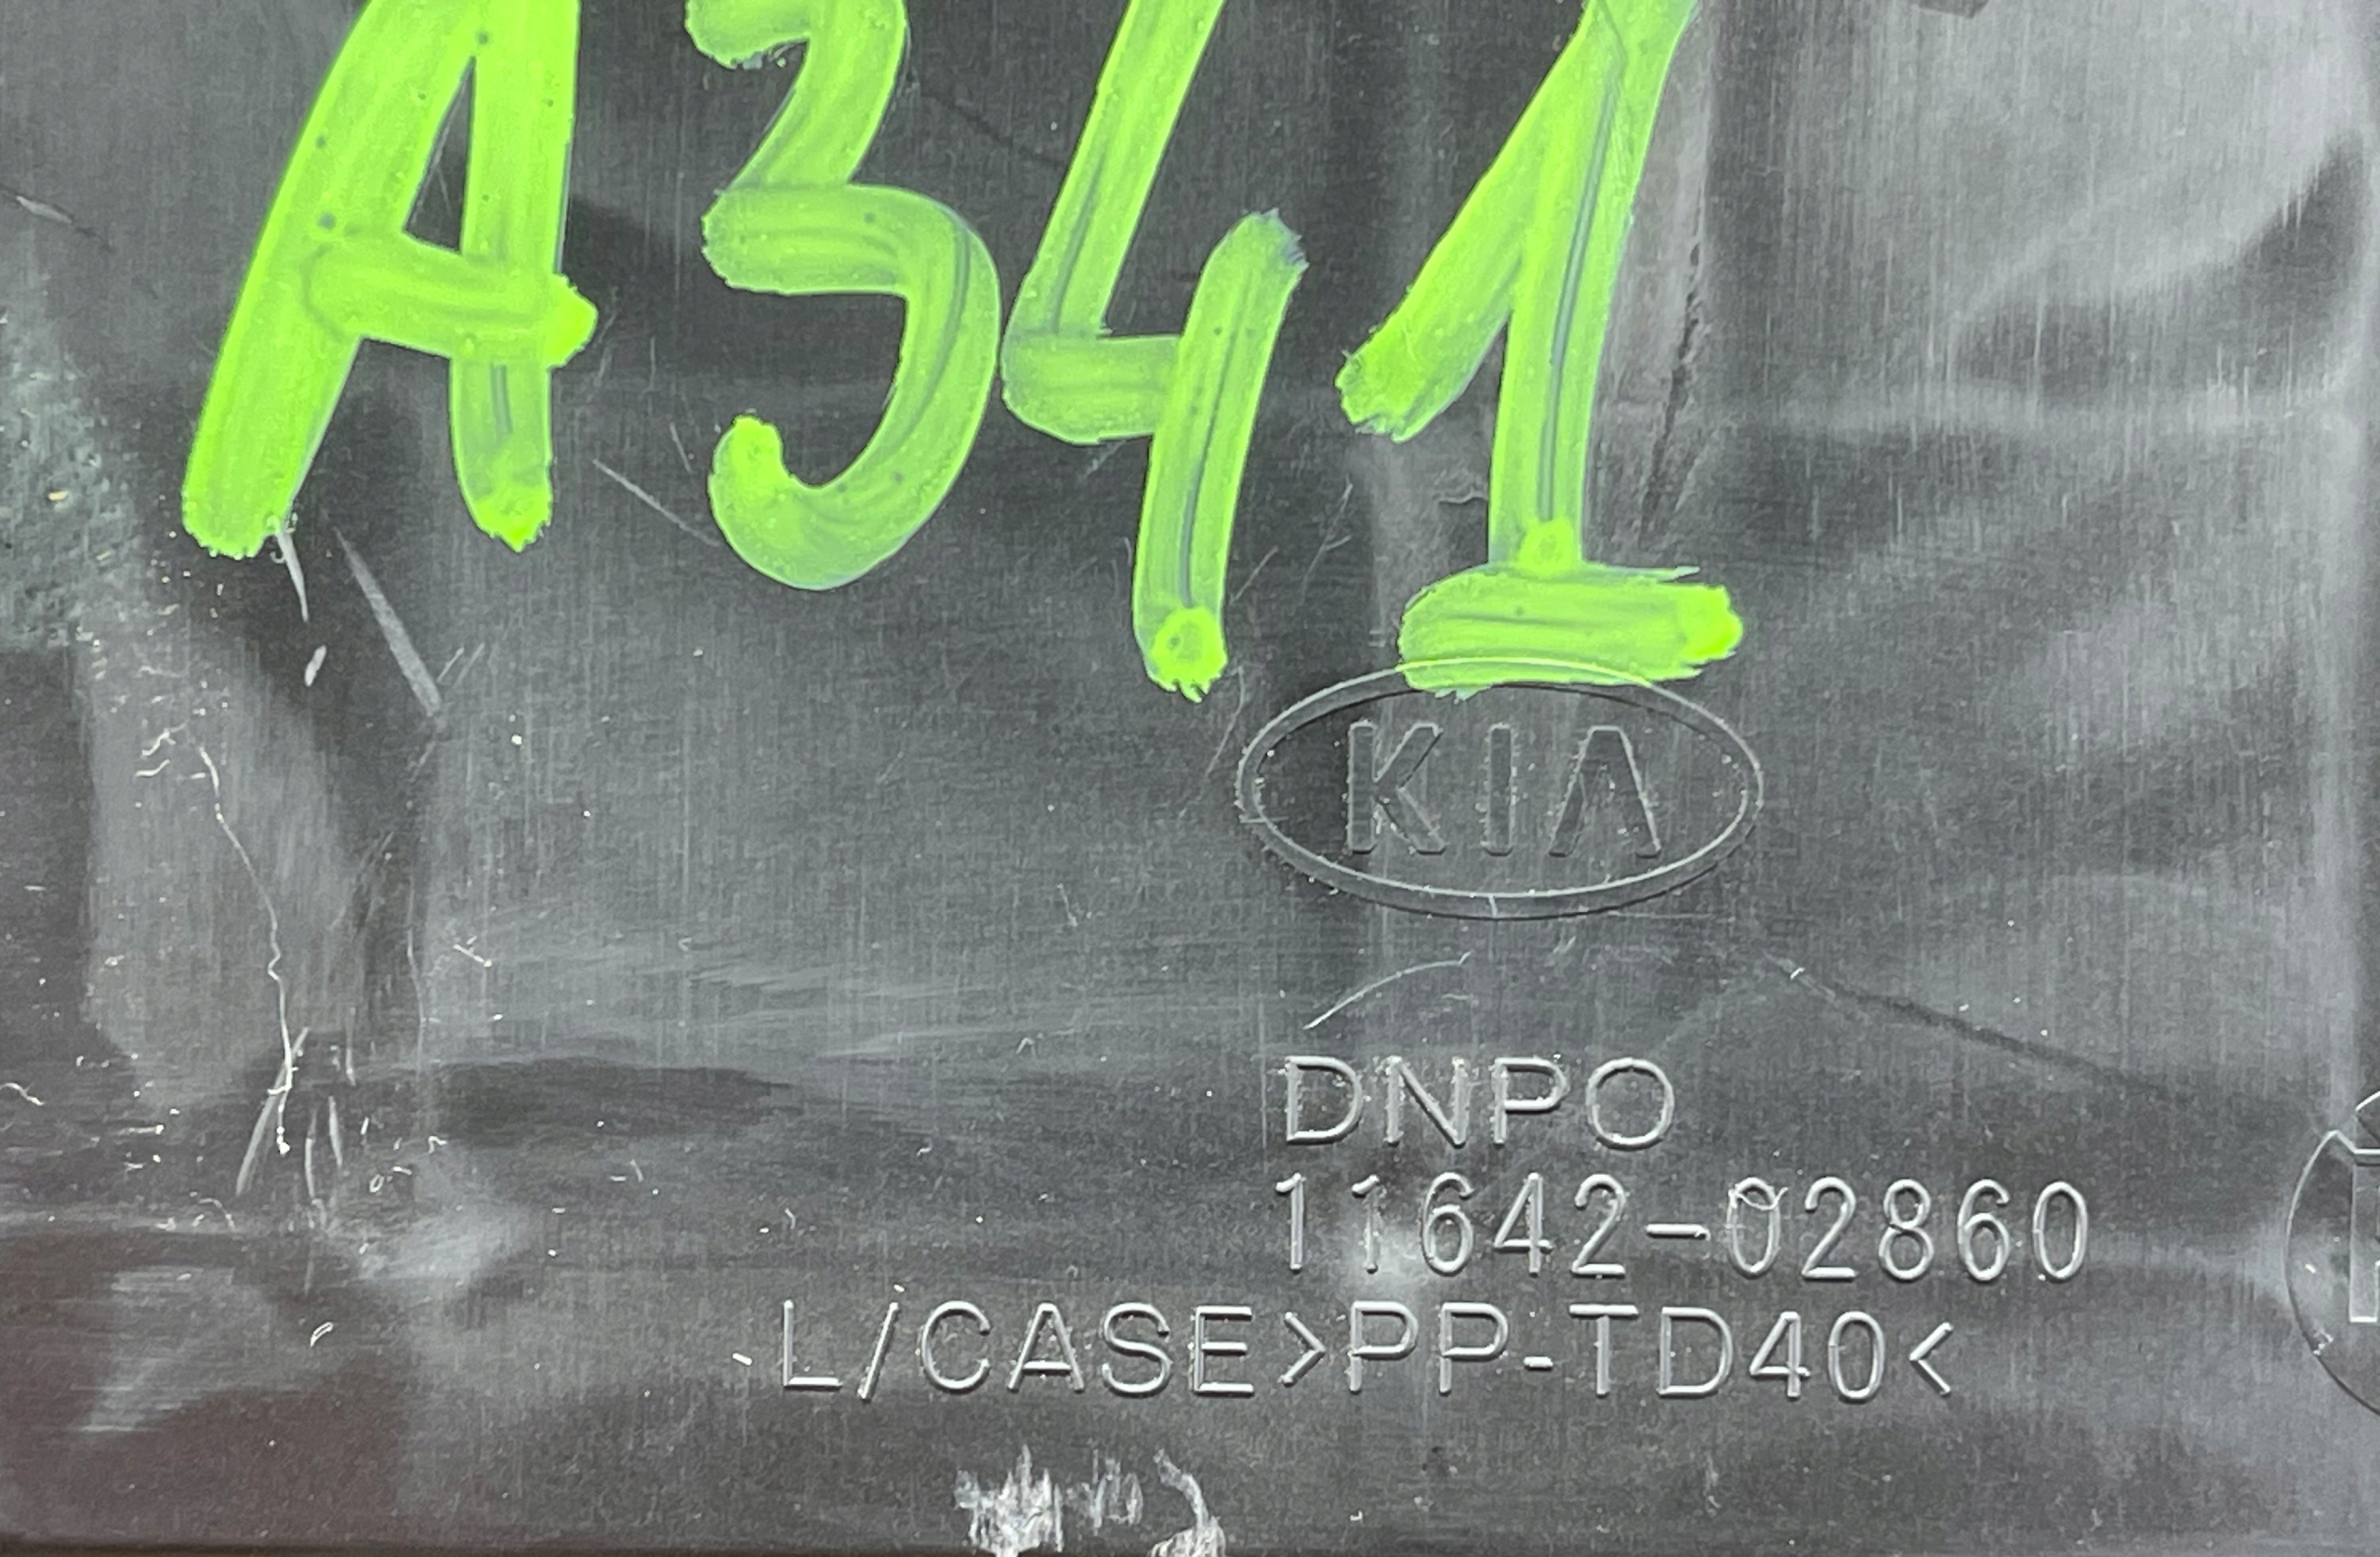 A341
KIA
DNPO
11642-02860
L/CASE>PP-TD40<